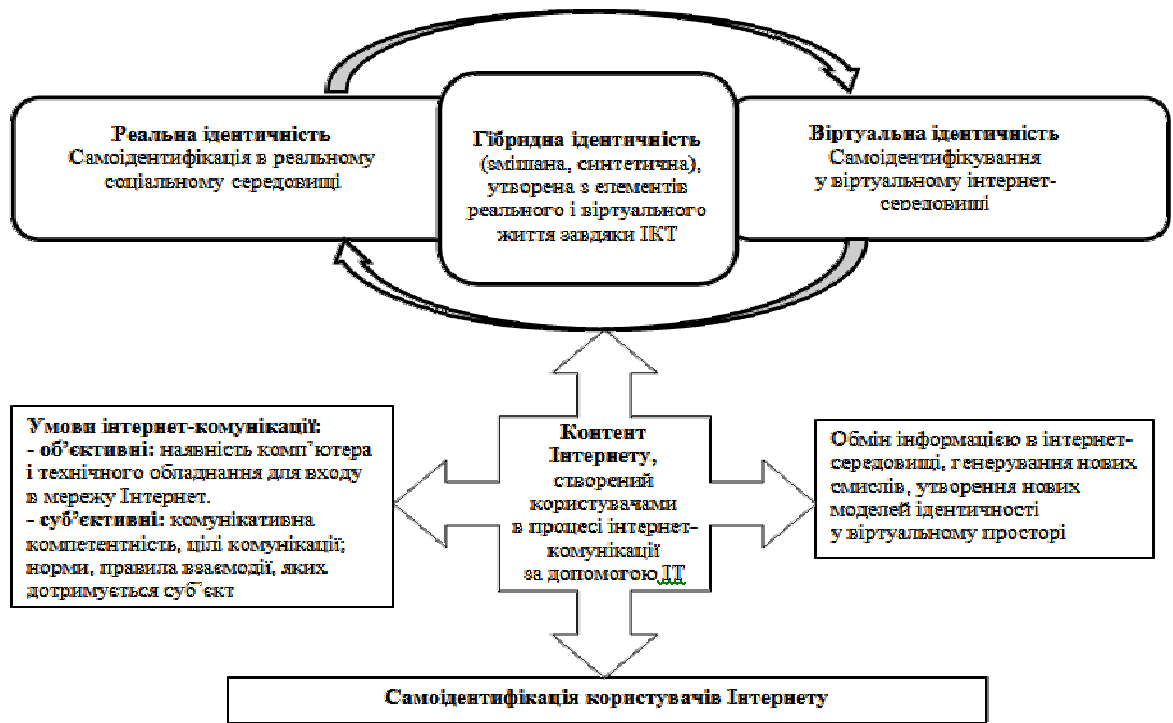 Реальна ідентичність
Самоідентифікація в реальному
соціальному середовищі
Гібридна ідентичність
(змішана, синтетична),
утворена з елементів
реального і віртуального
життя завдяки ІКТ
Віртуальна ідентичність
Самоідентифікування
у віртуальному інтернет-
середовищі
Умови інтернет-комунікації:
- об’єктивні: наявність комп’ютера
і технічного обладнання для входу
в мережу Інтернет.
- суб’єктивні: комунікативна
компетентність, цілі комунікації;
норми, правила взаємодії, яких
дотримується суб’єкт
Контент
Інтернету,
створений
користувачами
в процесі інтернет-
комунікації
за допомогою ІТ
Обмін інформацією в інтернет-
середовищі, генерування нових
смислів, утворення нових
моделей ідентичності
у віртуальному просторі
Самоідентифікація користувачів Інтернету